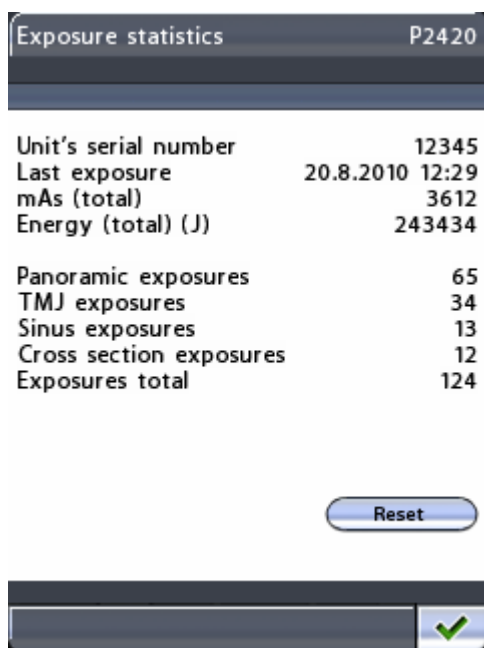 Exposure statistics P2420
Unit's serial number 12345
Last exposure 20.8.2010 12:29
mAs (total) 3612
Energy (total) (J) 243434
Panoramic exposures 65
TMJ exposures 34
Sinus exposures 13
Cross section exposures 12
Exposures total 124
Reset